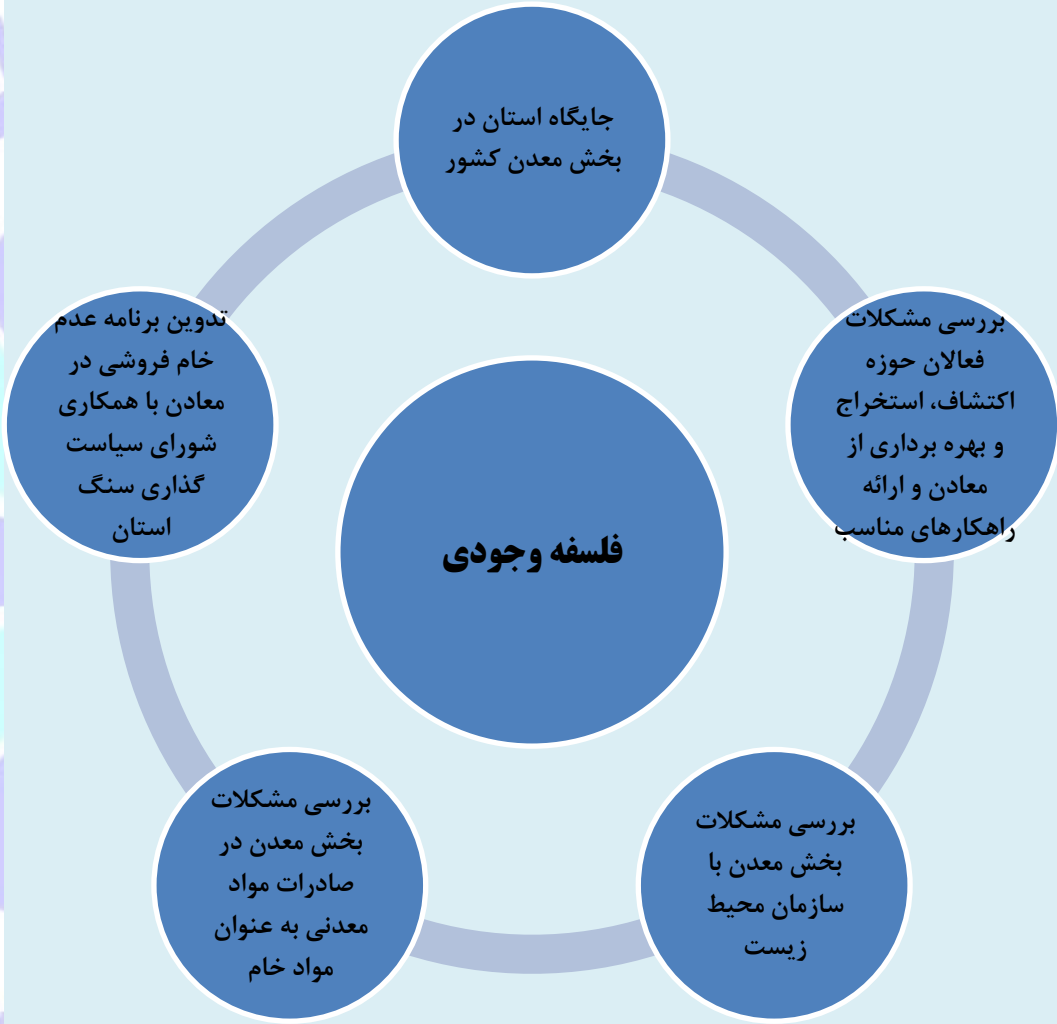 جایگاه استان در
بخش معدن کشور
بررسی مشکلات
فعالان حوزه
اکتشاف، استخراج
و بهره برداری از
معادن و ارائه
راهکارهای مناسب
بررسی مشکلات
بخش معدن با
سازمان محیط
زیست
بررسی مشکلات
بخش معدن در
صادرات مواد
معدنی به عنوان
مواد خام
تدوین برنامه عدم
خام فروشی در
معادن با همکاری
شورای سیاست
گذاری سنگ
استان
فلسفه وجودی